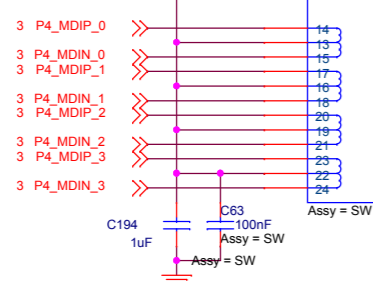 3 P4_MDIP_0
14
13
3 P4_MDIN_0
15
3 P4_MDIP_1
17
16
3 P4_MDIN_1
18
3 P4_MDIP_2
20
19
3 P4_MDIN_2
21
3 P4_MDIP_3
23
22
3 P4_MDIN_3
24
Assy = SW
C194
C63
1uF
100nF
Assy = SW
Assy = SW